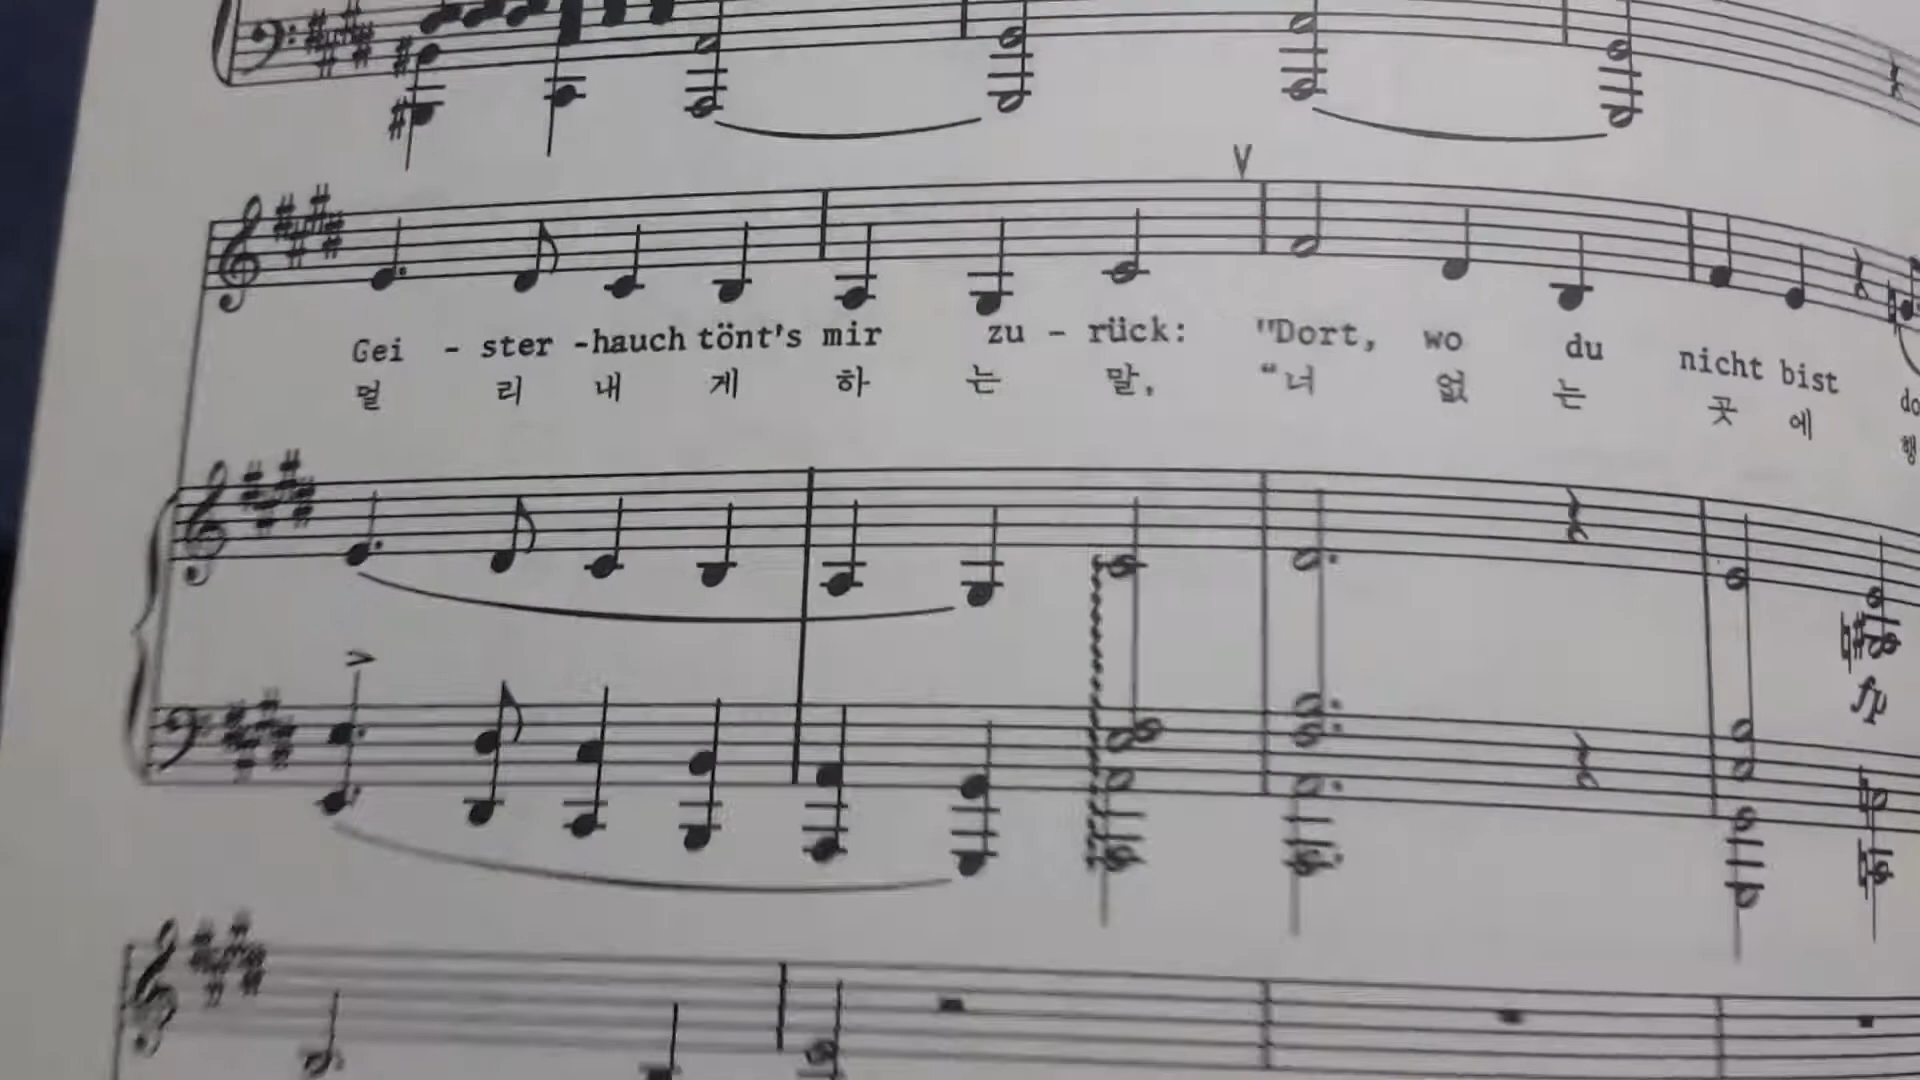 V
Gei - ster -hauch tönt's mir zu - rück: "Dort, wo du nicht bist
멀 리 내 게 하 는 말, “너 없 는 곳 에
fp